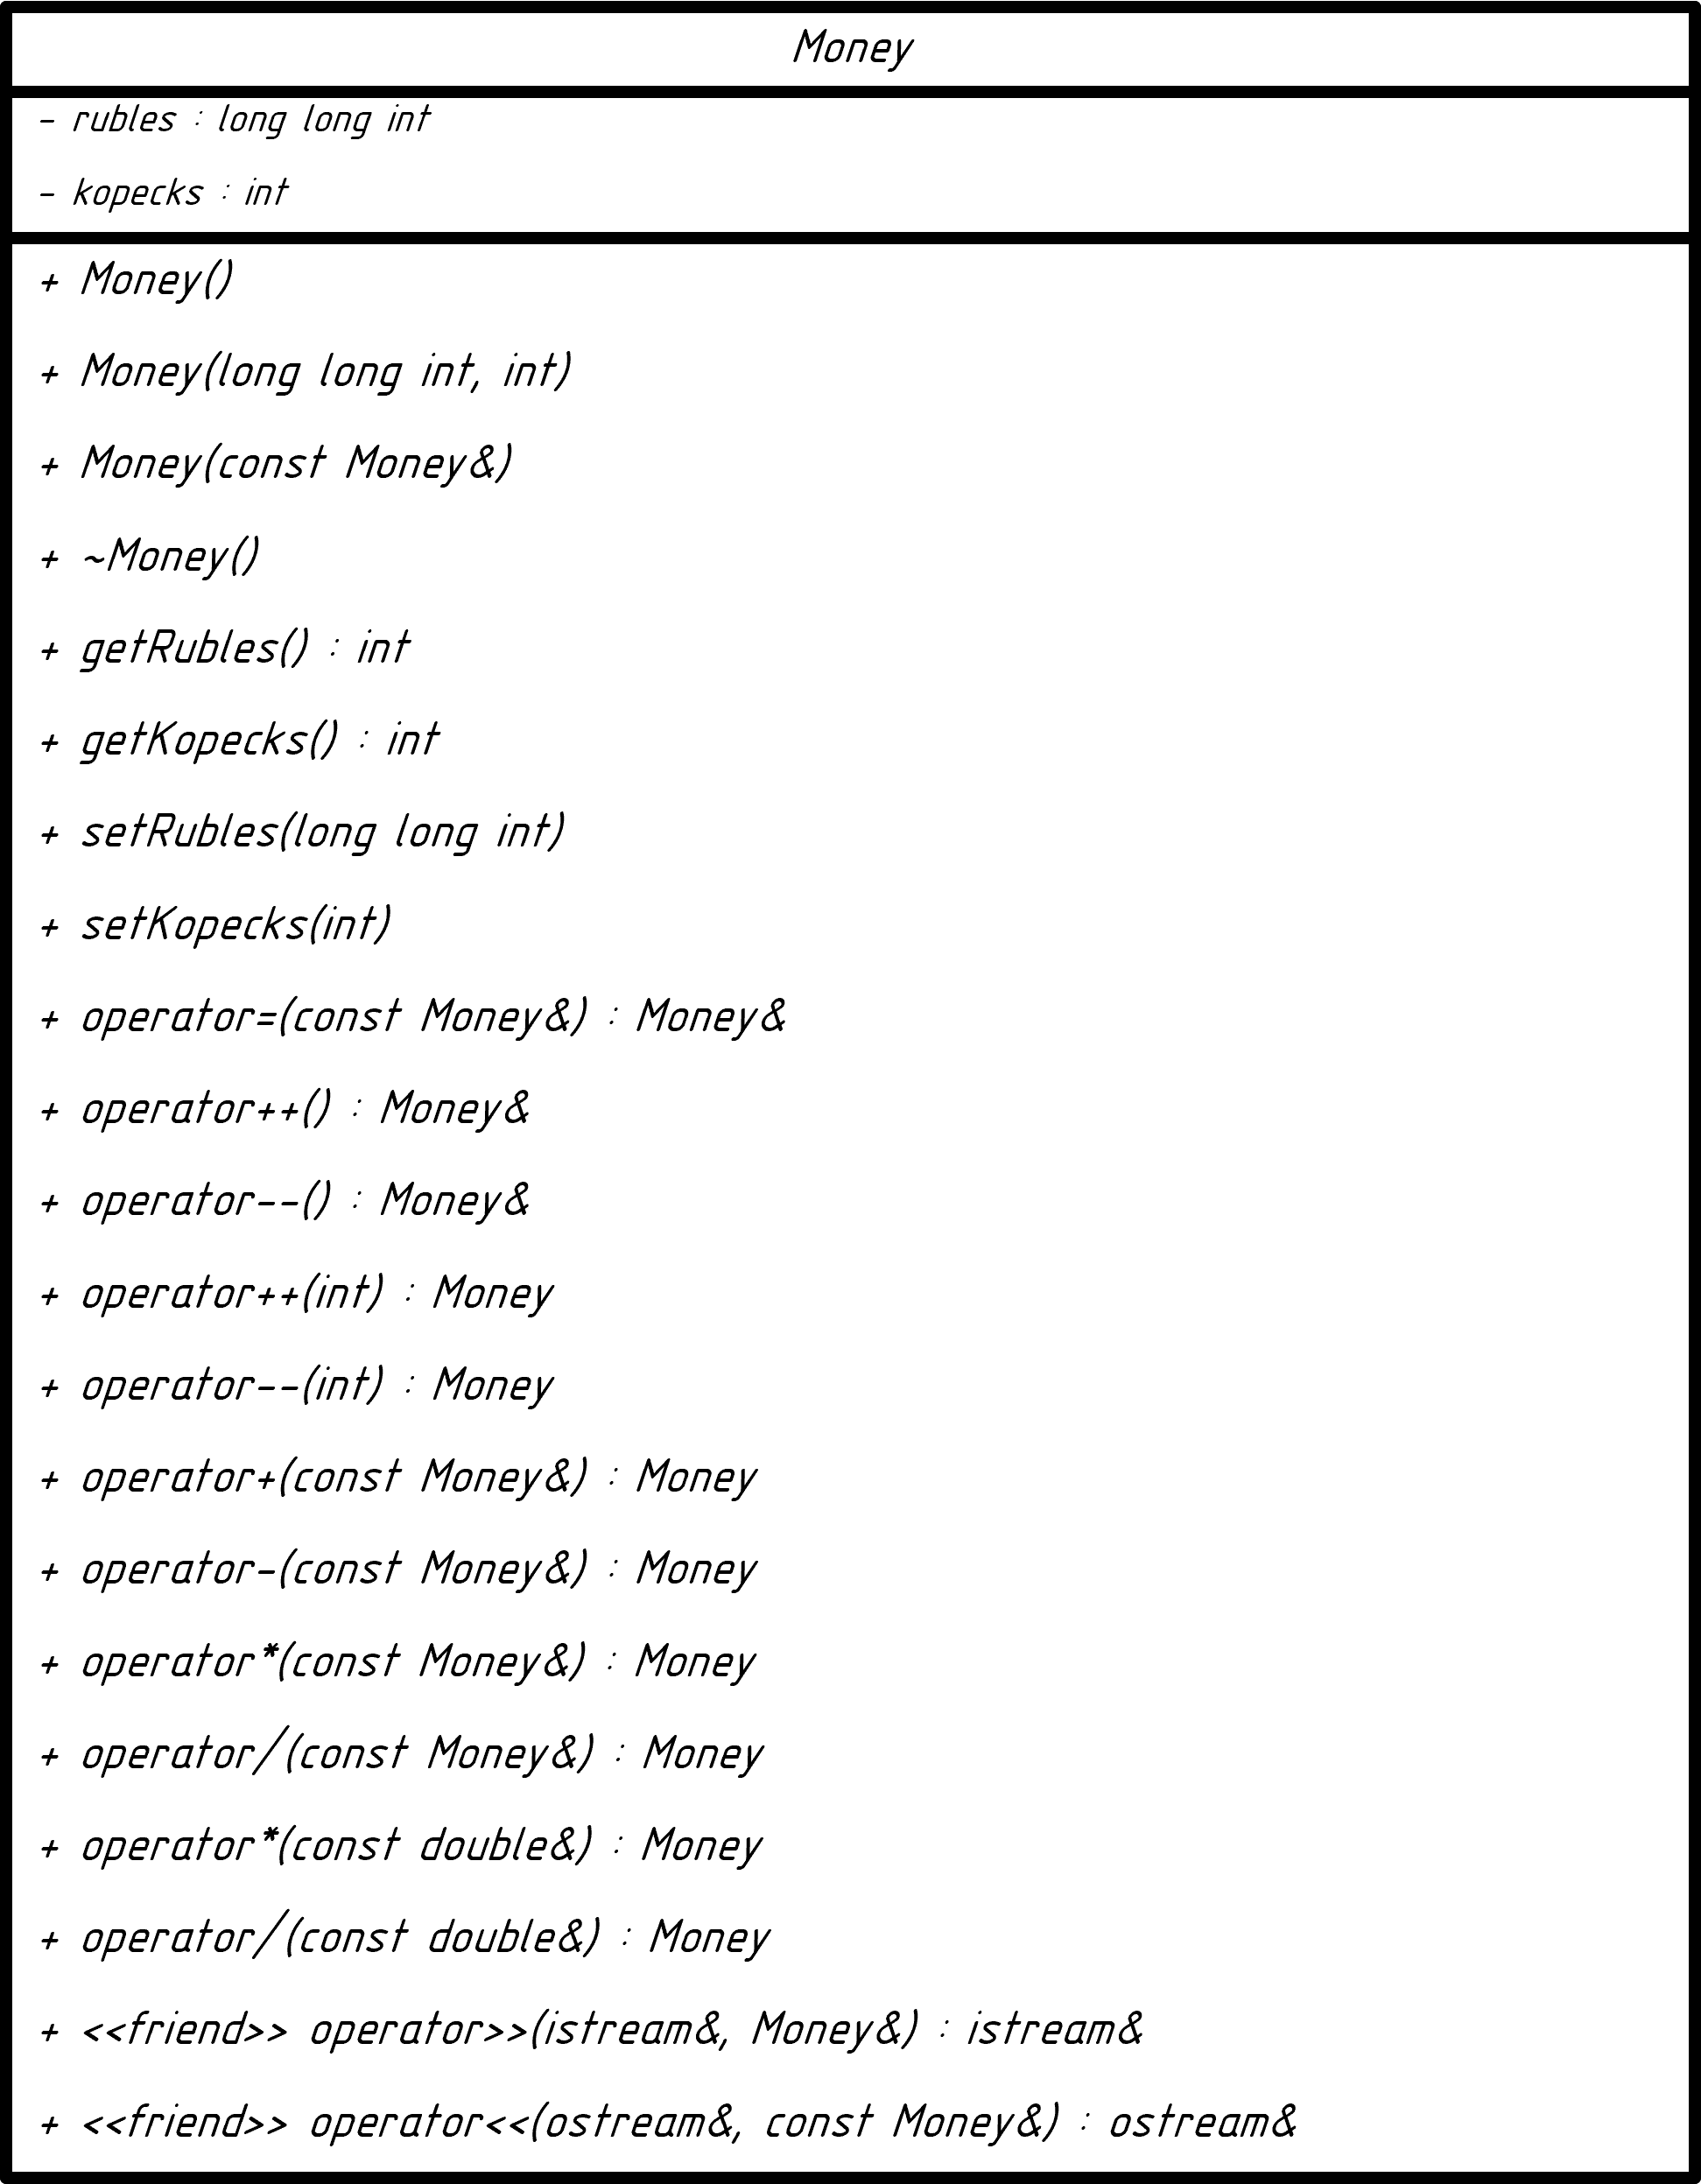 Money
- rubles : long long int
- kopecks : int
+ Money()
+ Money(long long int, int)
+ Money(const Money&)
+ ~Money()
+ getRubles() : int
+ getKopecks() : int
+ setRubles(long long int)
+ setKopecks(int)
+ operator=(const Money&) : Money&
+ operator++() : Money&
+ operator--() : Money&
+ operator++(int) : Money
+ operator--(int) : Money
+ operator+(const Money&) : Money
+ operator-(const Money&) : Money
+ operator*(const Money&) : Money
+ operator/(const Money&) : Money
+ operator*(const double&) : Money
+ operator/(const double&) : Money
+ <<friend>> operator>>(istream&, Money&) : istream&
+ <<friend>> operator<<(ostream&, const Money&) : ostream&